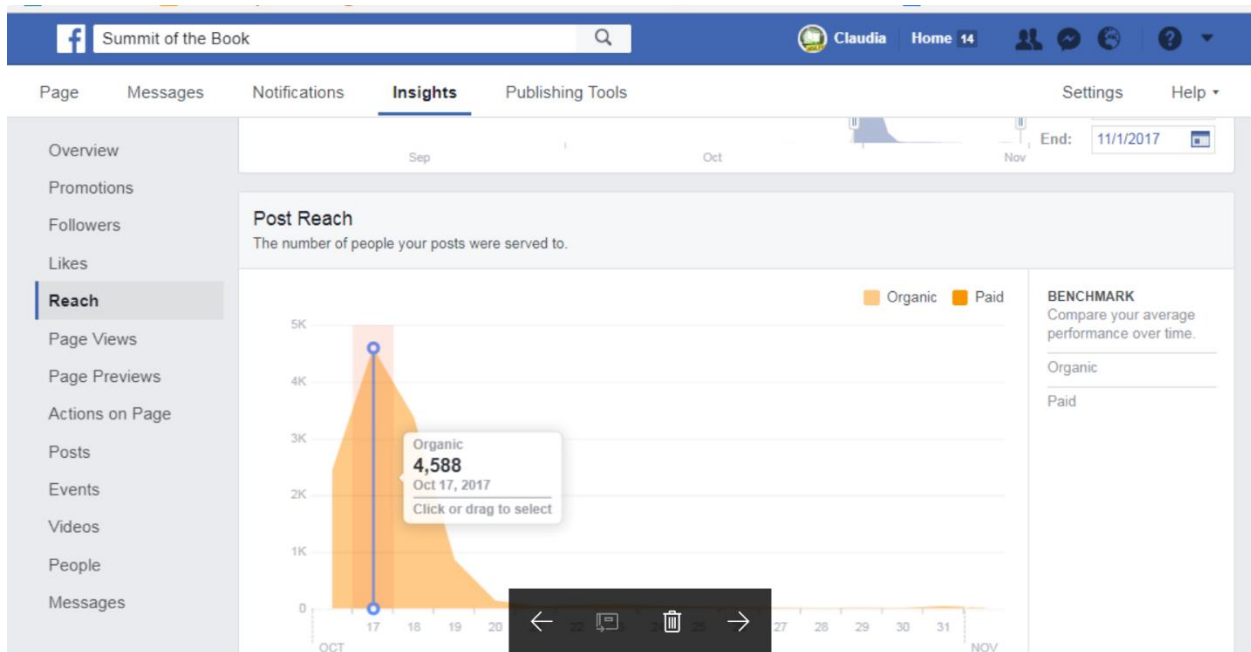 Summit of the Book
Claudia Home 14
Page Messages Notifications Insights Publishing Tools Settings Help
Overview
Promotions
Followers
Likes
Reach
Page Views
Page Previews
Actions on Page
Posts
Events
Videos
People
Messages
Sep Oct Nov
End: 11/1/2017
Post Reach
The number of people your posts were served to.
Organic Paid
5K
4K
3K
2K
1K
0
Organic
4,588
Oct 17, 2017
Click or drag to select
17 18 19 20 22 25 27 28 29 30 31
OCT NOV
BENCHMARK
Compare your average
performance over time.
Organic
Paid